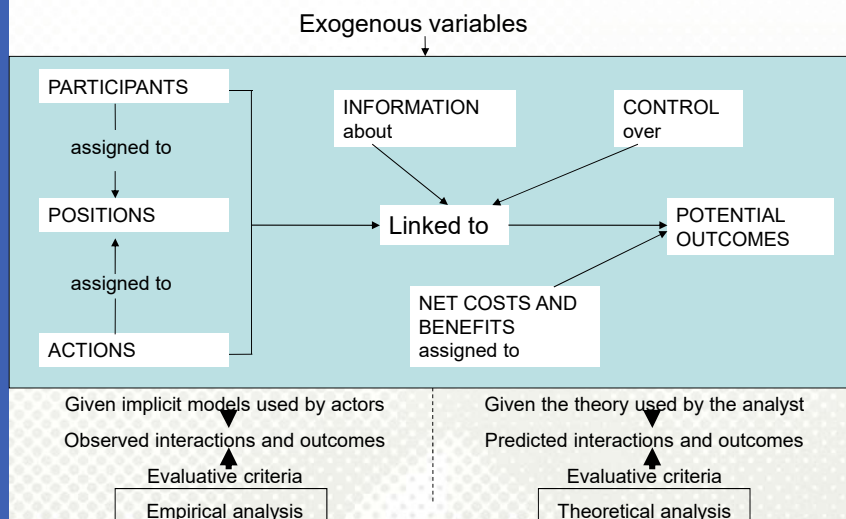 Exogenous variables
PARTICIPANTS
assigned to
POSITIONS
assigned to
ACTIONS
INFORMATION
about
CONTROL
over
Linked to
POTENTIAL
OUTCOMES
NET COSTS AND
BENEFITS
assigned to
Given implicit models used by actors
Observed interactions and outcomes
Evaluative criteria
Empirical analysis
Given the theory used by the analyst
Predicted interactions and outcomes
Evaluative criteria
Theoretical analysis